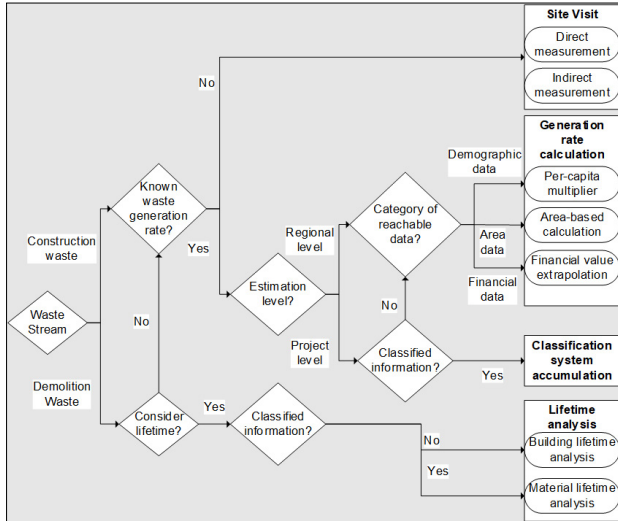 Site Visit
Direct
measurement
Indirect
measurement
No
Generation
rate
calculation
Demographic
data
Per-capita
multiplier
Known
waste
generation
rate?
Category of
reachable
data?
Area-based
calculation
Construction
waste
Yes
Regional
level
Area
data
Financial value
extrapolation
Estimation
level?
Financial
data
No
Waste
Stream
No
Project
level
Classified
information?
Yes
Classification
system
accumulation
Demolition
Waste
Consider
lifetime?
Yes
Classified
information?
Lifetime
analysis
No
Building lifetime
analysis
Yes
Material lifetime
analysis